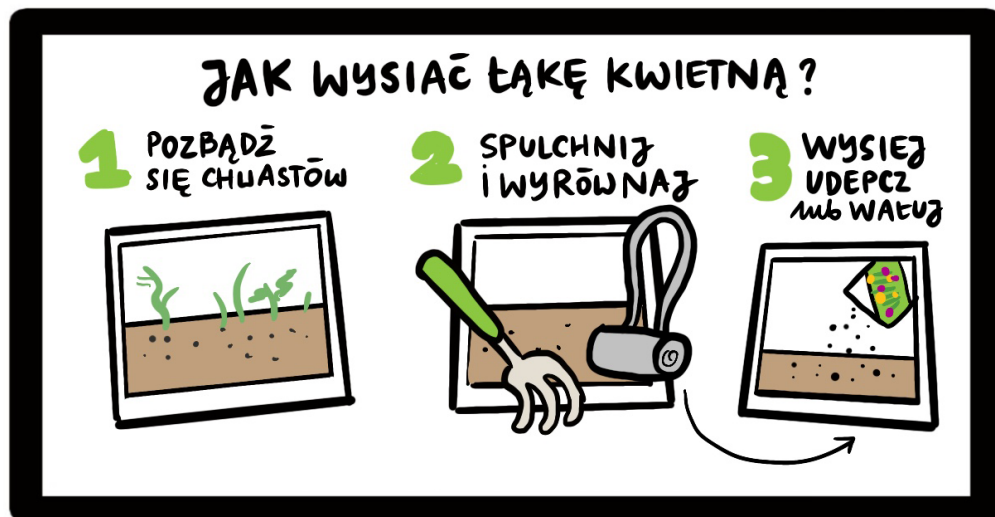 JAK WYSIAĆ ŁĄKĘ KWIETNĄ?
1 POZBĄDŹ
SIĘ CHWASTÓW
2 SPULCHNIJ
I WYRÓWNAJ
3 WYSIEJ
UDEPCZ
lub WAŁUJ